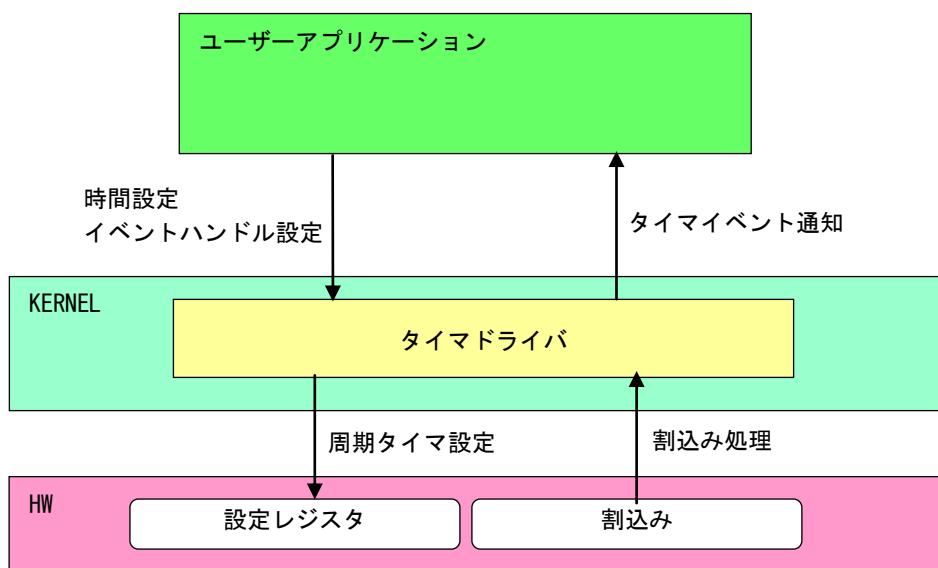 ユーザーアプリケーション
時間設定
イベントハンドル設定
タイマイベント通知
KERNEL
タイマドライバ
周期タイマ設定
割込み処理
HW
設定レジスタ
割込み